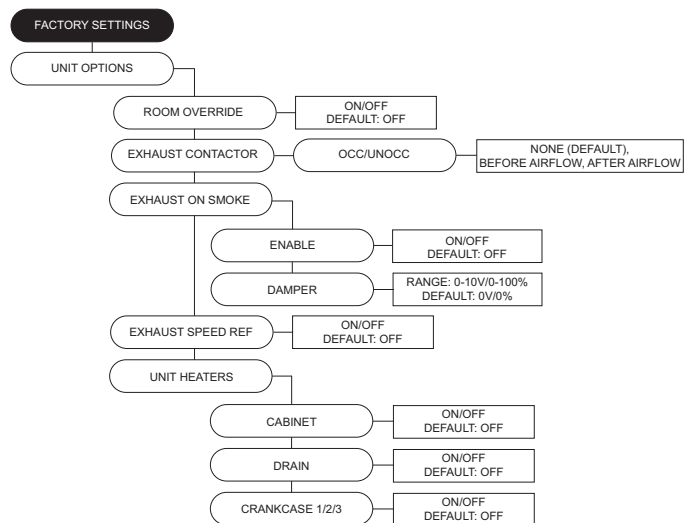 FACTORY SETTINGS
UNIT OPTIONS
ROOM OVERRIDE
ON/OFF
DEFAULT: OFF
EXHAUST CONTACTOR
OCC/UNOCC
NONE (DEFAULT),
BEFORE AIRFLOW, AFTER AIRFLOW
EXHAUST ON SMOKE
ENABLE
ON/OFF
DEFAULT: OFF
DAMPER
RANGE: 0-10V/0-100%
DEFAULT: 0V/0%
EXHAUST SPEED REF
ON/OFF
DEFAULT: OFF
UNIT HEATERS
CABINET
ON/OFF
DEFAULT: OFF
DRAIN
ON/OFF
DEFAULT: OFF
CRANKCASE 1/2/3
ON/OFF
DEFAULT: OFF